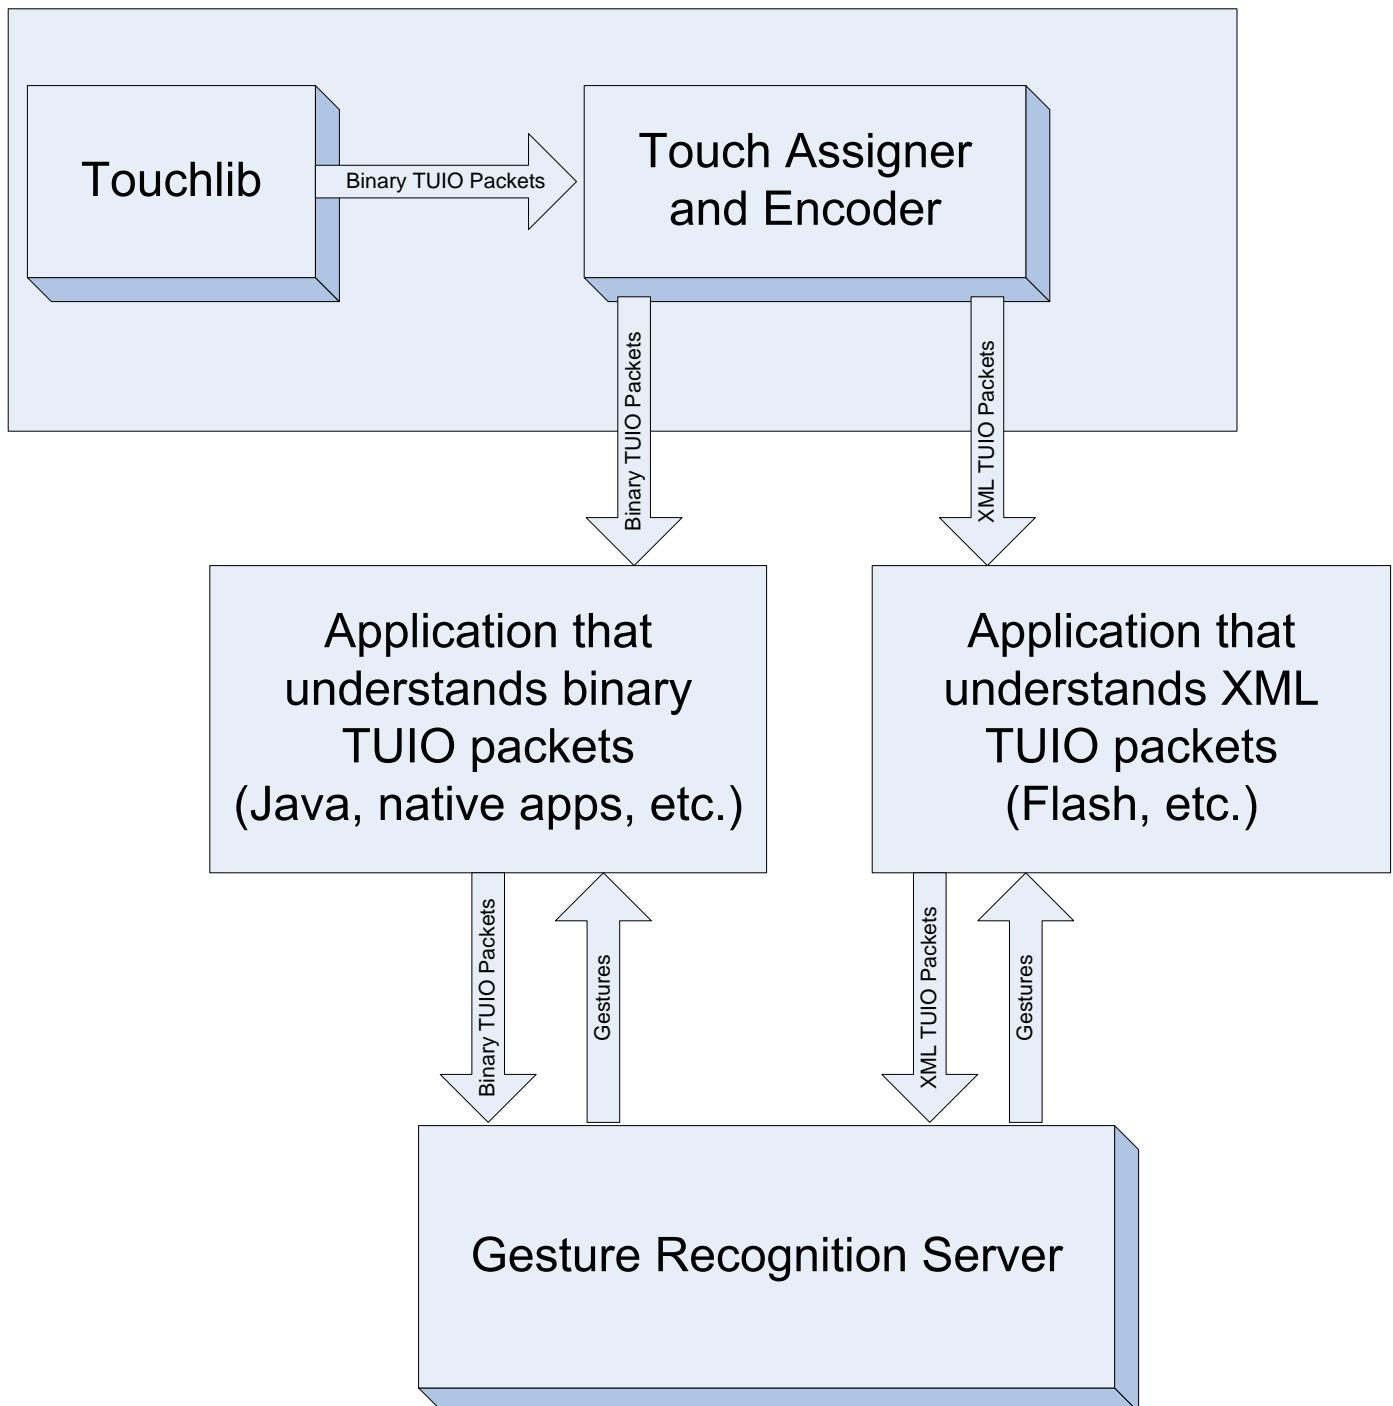 Touchlib
Binary TUIO Packets
Touch Assigner
and Encoder
Binary TUIO Packets
XML TUIO Packets
Application that
understands binary
TUIO packets
(Java, native apps, etc.)
Application that
understands XML
TUIO packets
(Flash, etc.)
Binary TUIO Packets
Gestures
XML TUIO Packets
Gestures
Gesture Recognition Server